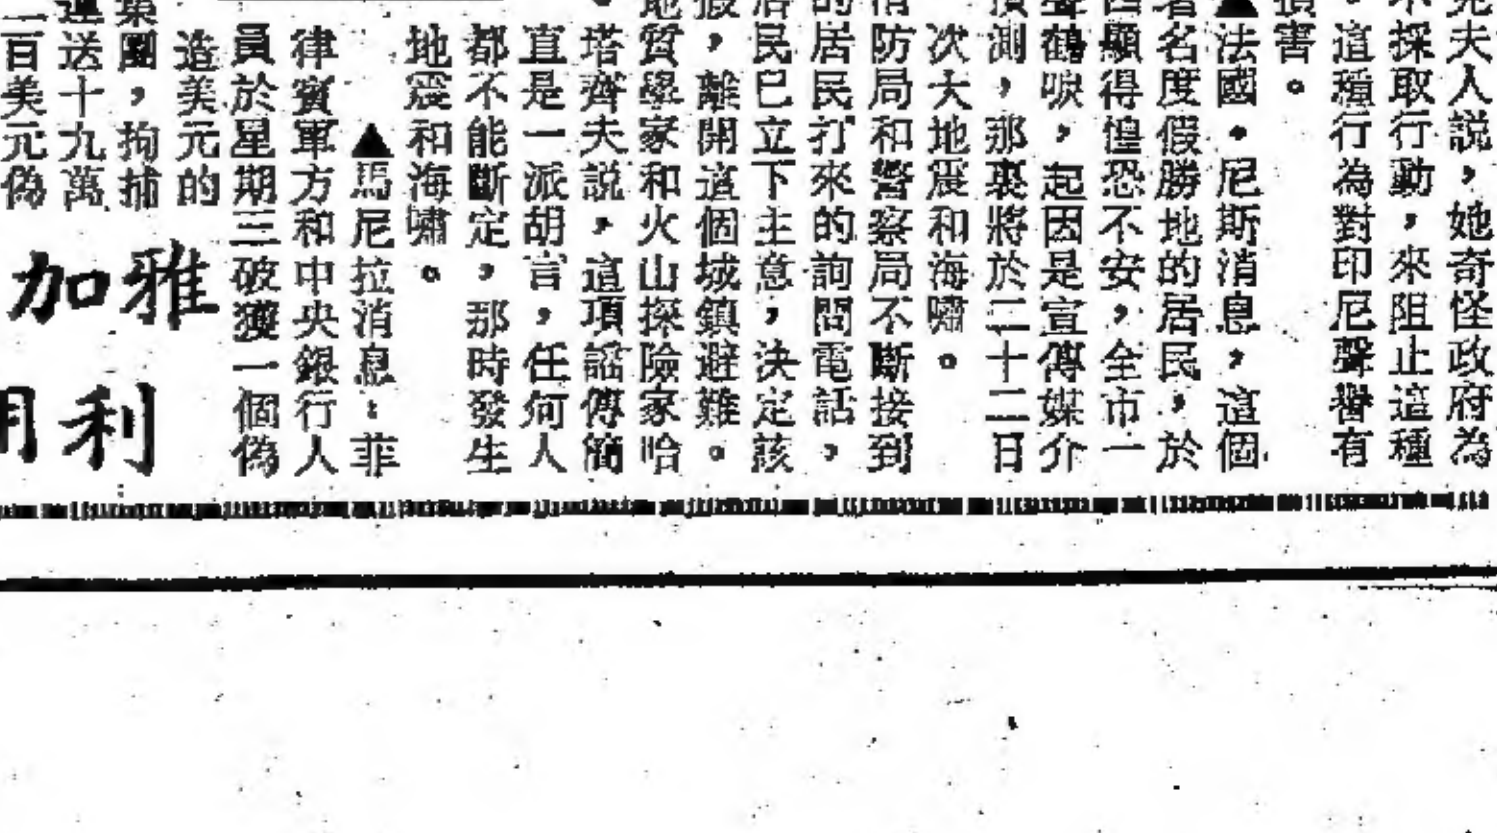 夫人説，她奇怪政府為
不採取行動，來阻止這種
。這種行為對印尼聲譽有
損害。
▲法國・尼斯消息，這個
著名度假勝地的居民，於
顯得惶恐不安，全市一
聲鶴唳，起因是宣傳媒介
預測，那裏將於二十二日
次大地震和海嘯。
消防局和警察局不斷接到
的居民打來的詢問電話，
居民已立下主意，決定該
假，離開這個城鎮避難。
地質學家和火山探險家哈
。塔齊夫説，這項謠傳簡
直是一派胡言，任何人
都不能斷定，那時發生
地震和海嘯。
▲馬尼拉消息：菲
律賓軍方和中央銀行人
員於星期三破獲一個偽
造美元的
集團，拘捕
運送十九萬
二百美元偽
雅加
利用